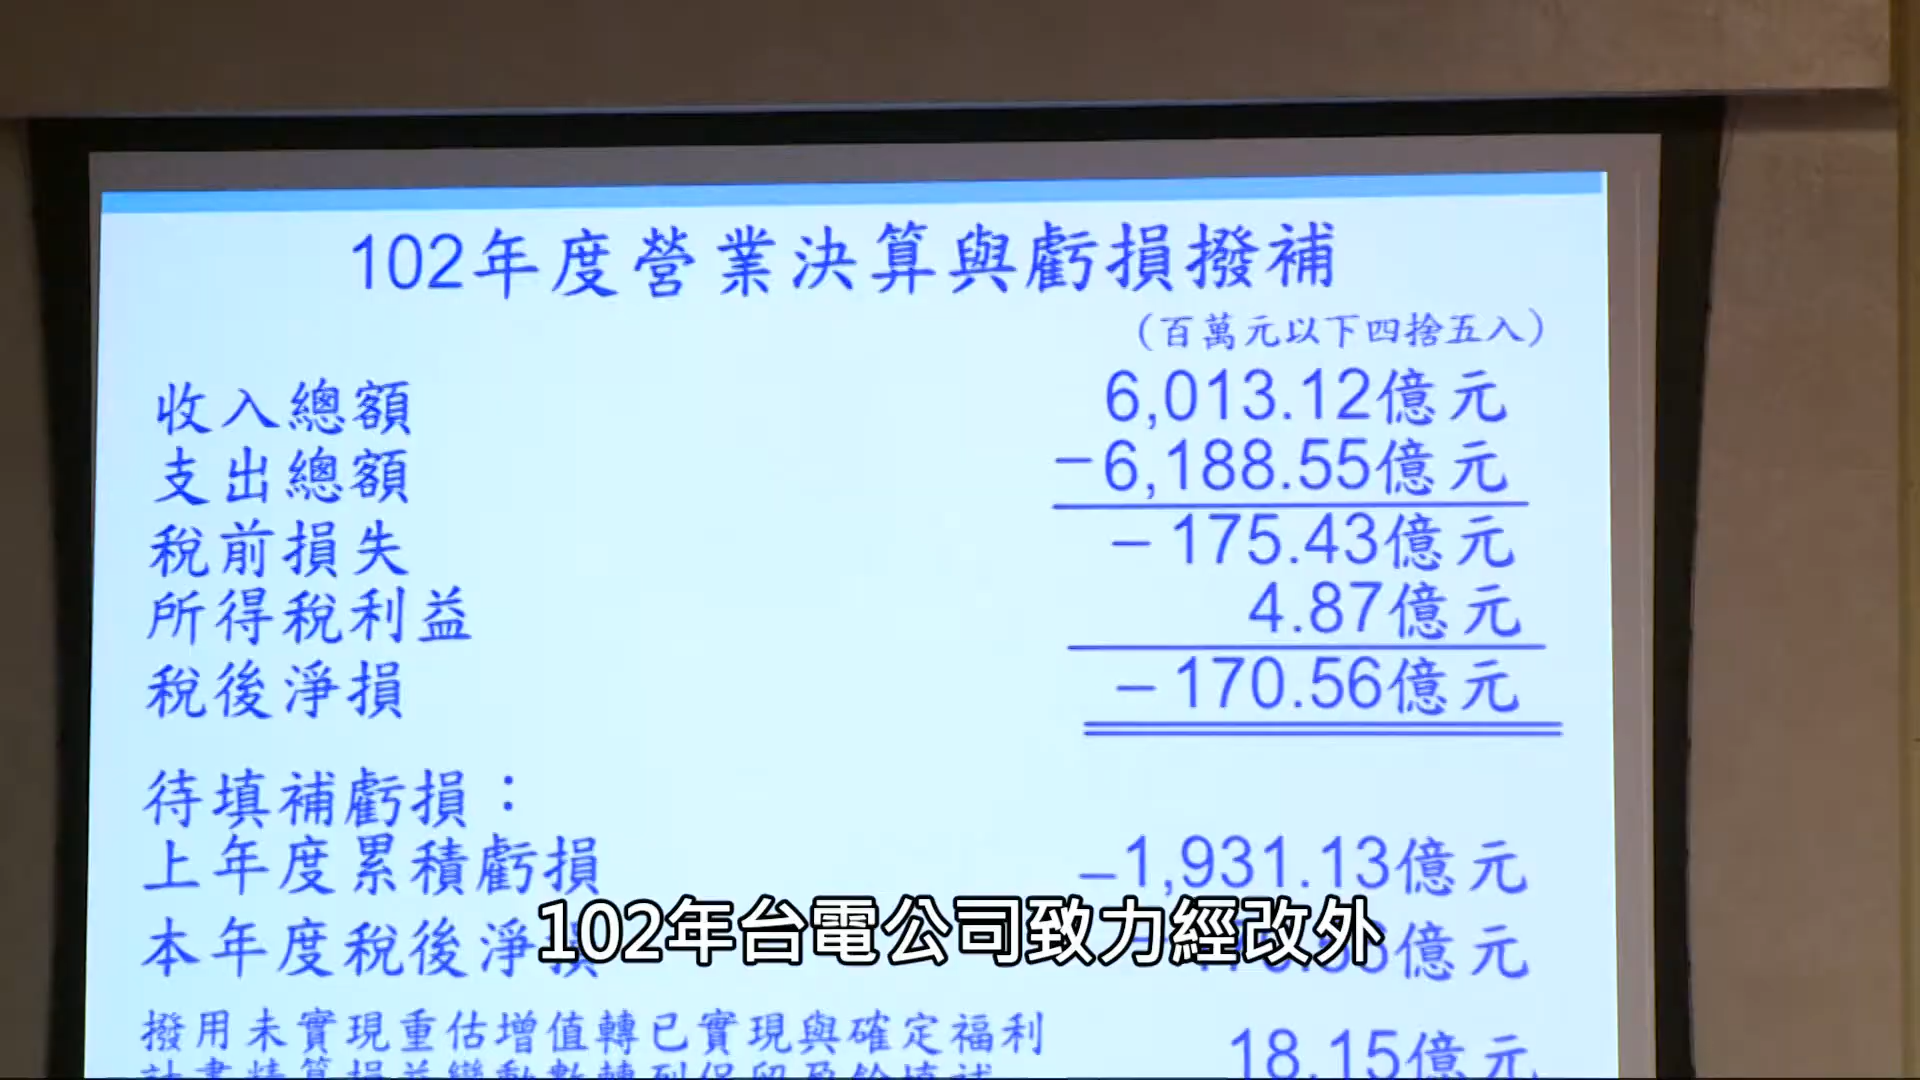 102年度營業決算與虧損撥補
（百萬元以下四捨五入）
收入總額 6,013.12億元
支出總額 －6,188.55億元
稅前損失 －175.43億元
所得稅利益 4.87億元
稅後淨損 －170.56億元
待填補虧損：
上年度累積虧損 –1,931.13億元
本年度稅後淨損 億元
102年台電公司致力經改外
撥用未實現重估增值轉已實現與確定福利 18.15億元